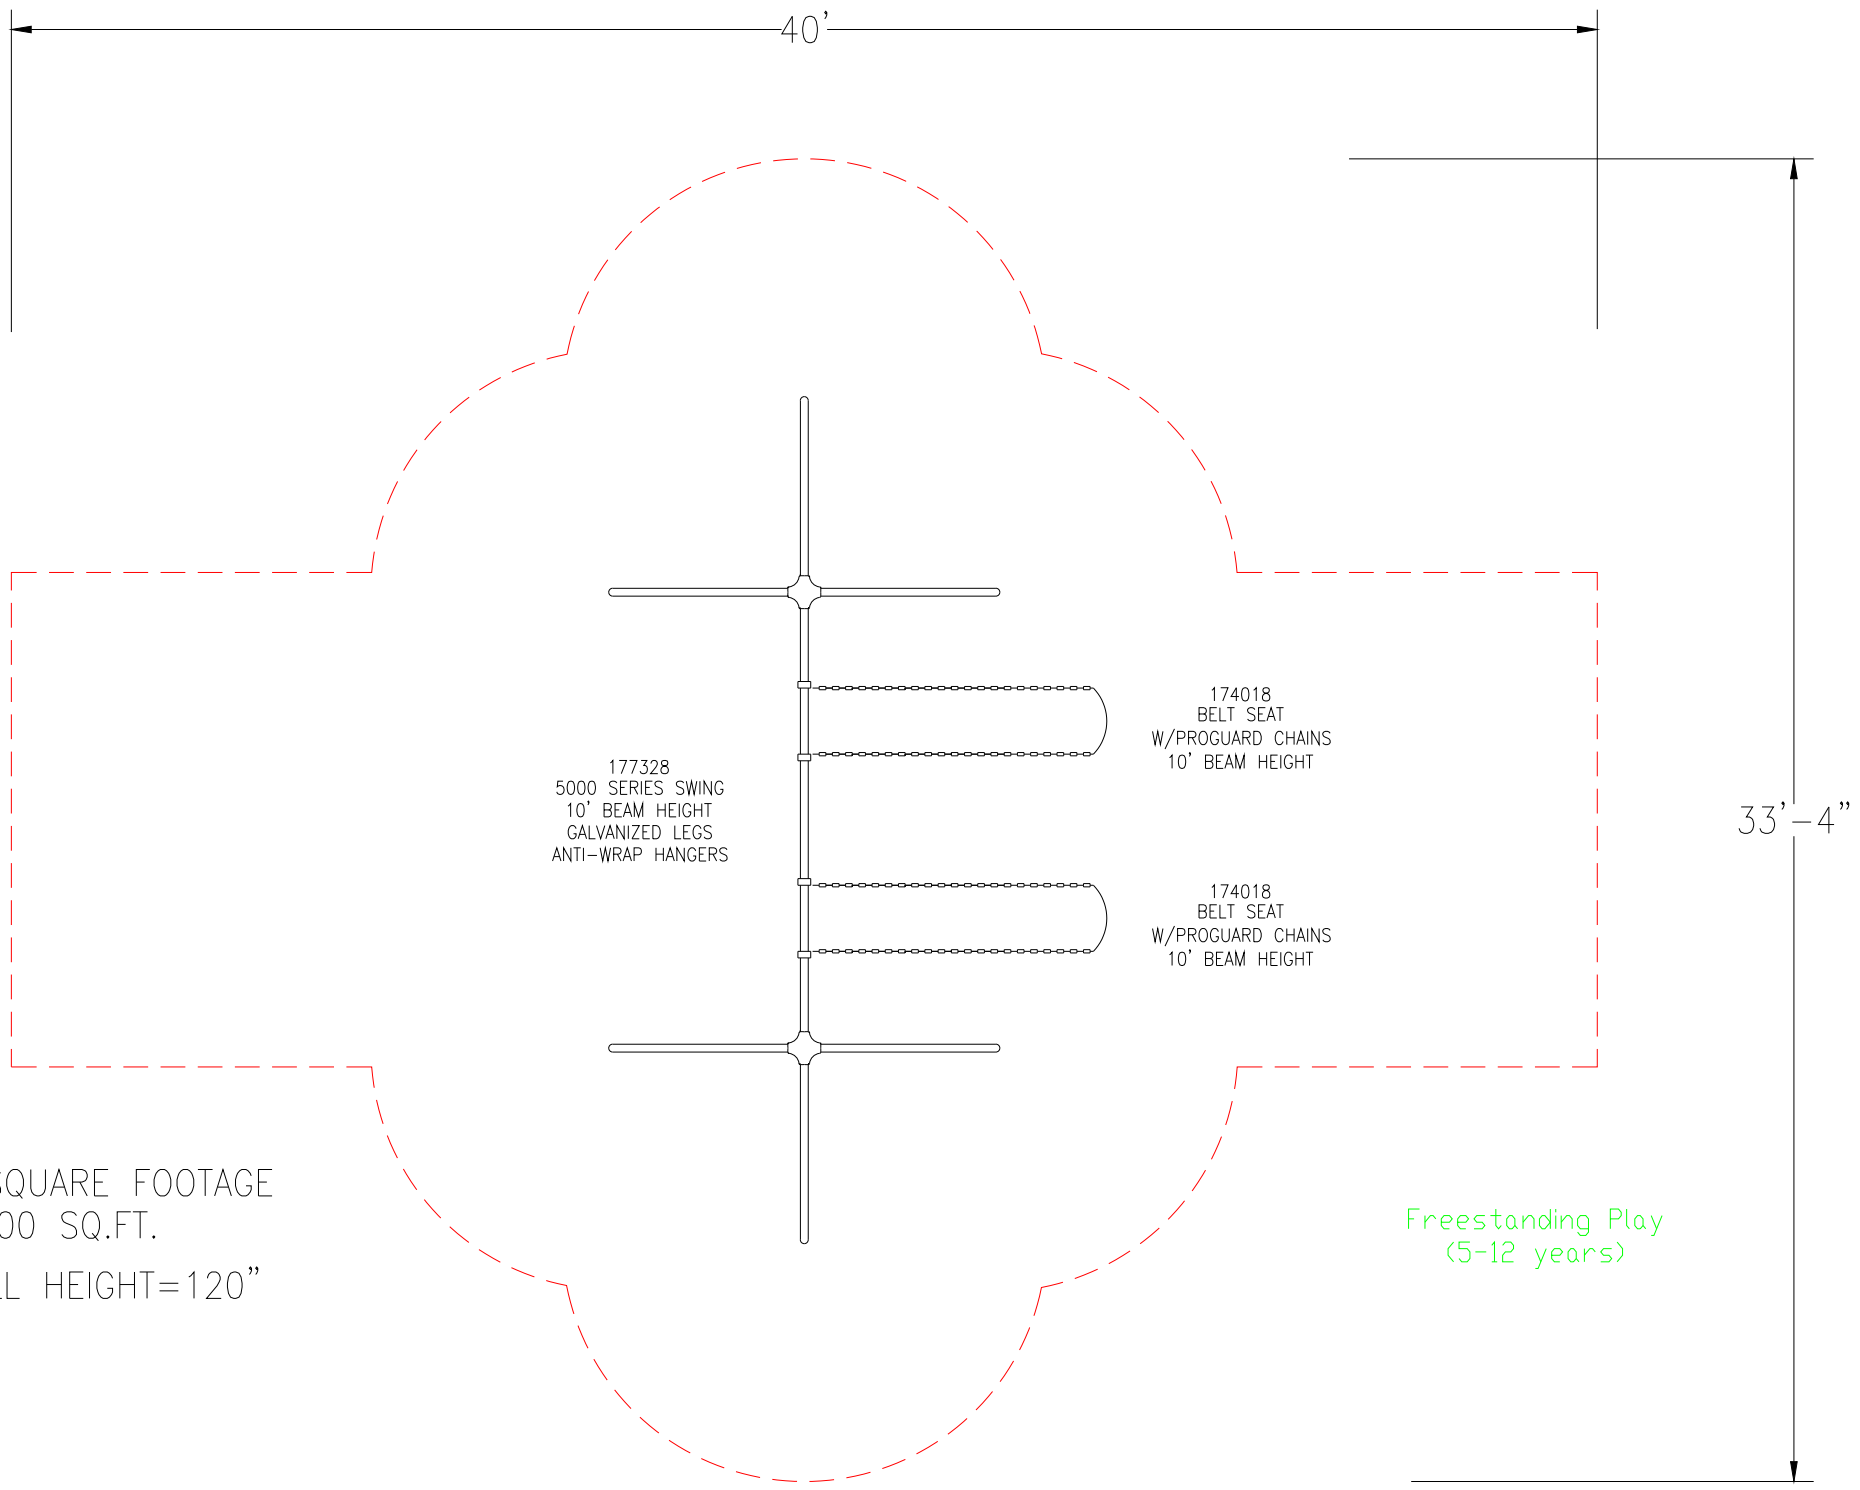 40'
174018
BELT SEAT
W/PROGUARD CHAINS
10' BEAM HEIGHT
177328
5000 SERIES SWING
10' BEAM HEIGHT
GALVANIZED LEGS
ANTI-WRAP HANGERS
33'-4"
174018
BELT SEAT
W/PROGUARD CHAINS
10' BEAM HEIGHT
SQUARE FOOTAGE
00 SQ.FT.
HEIGHT=120"
Freestanding Play
(5-12 years)